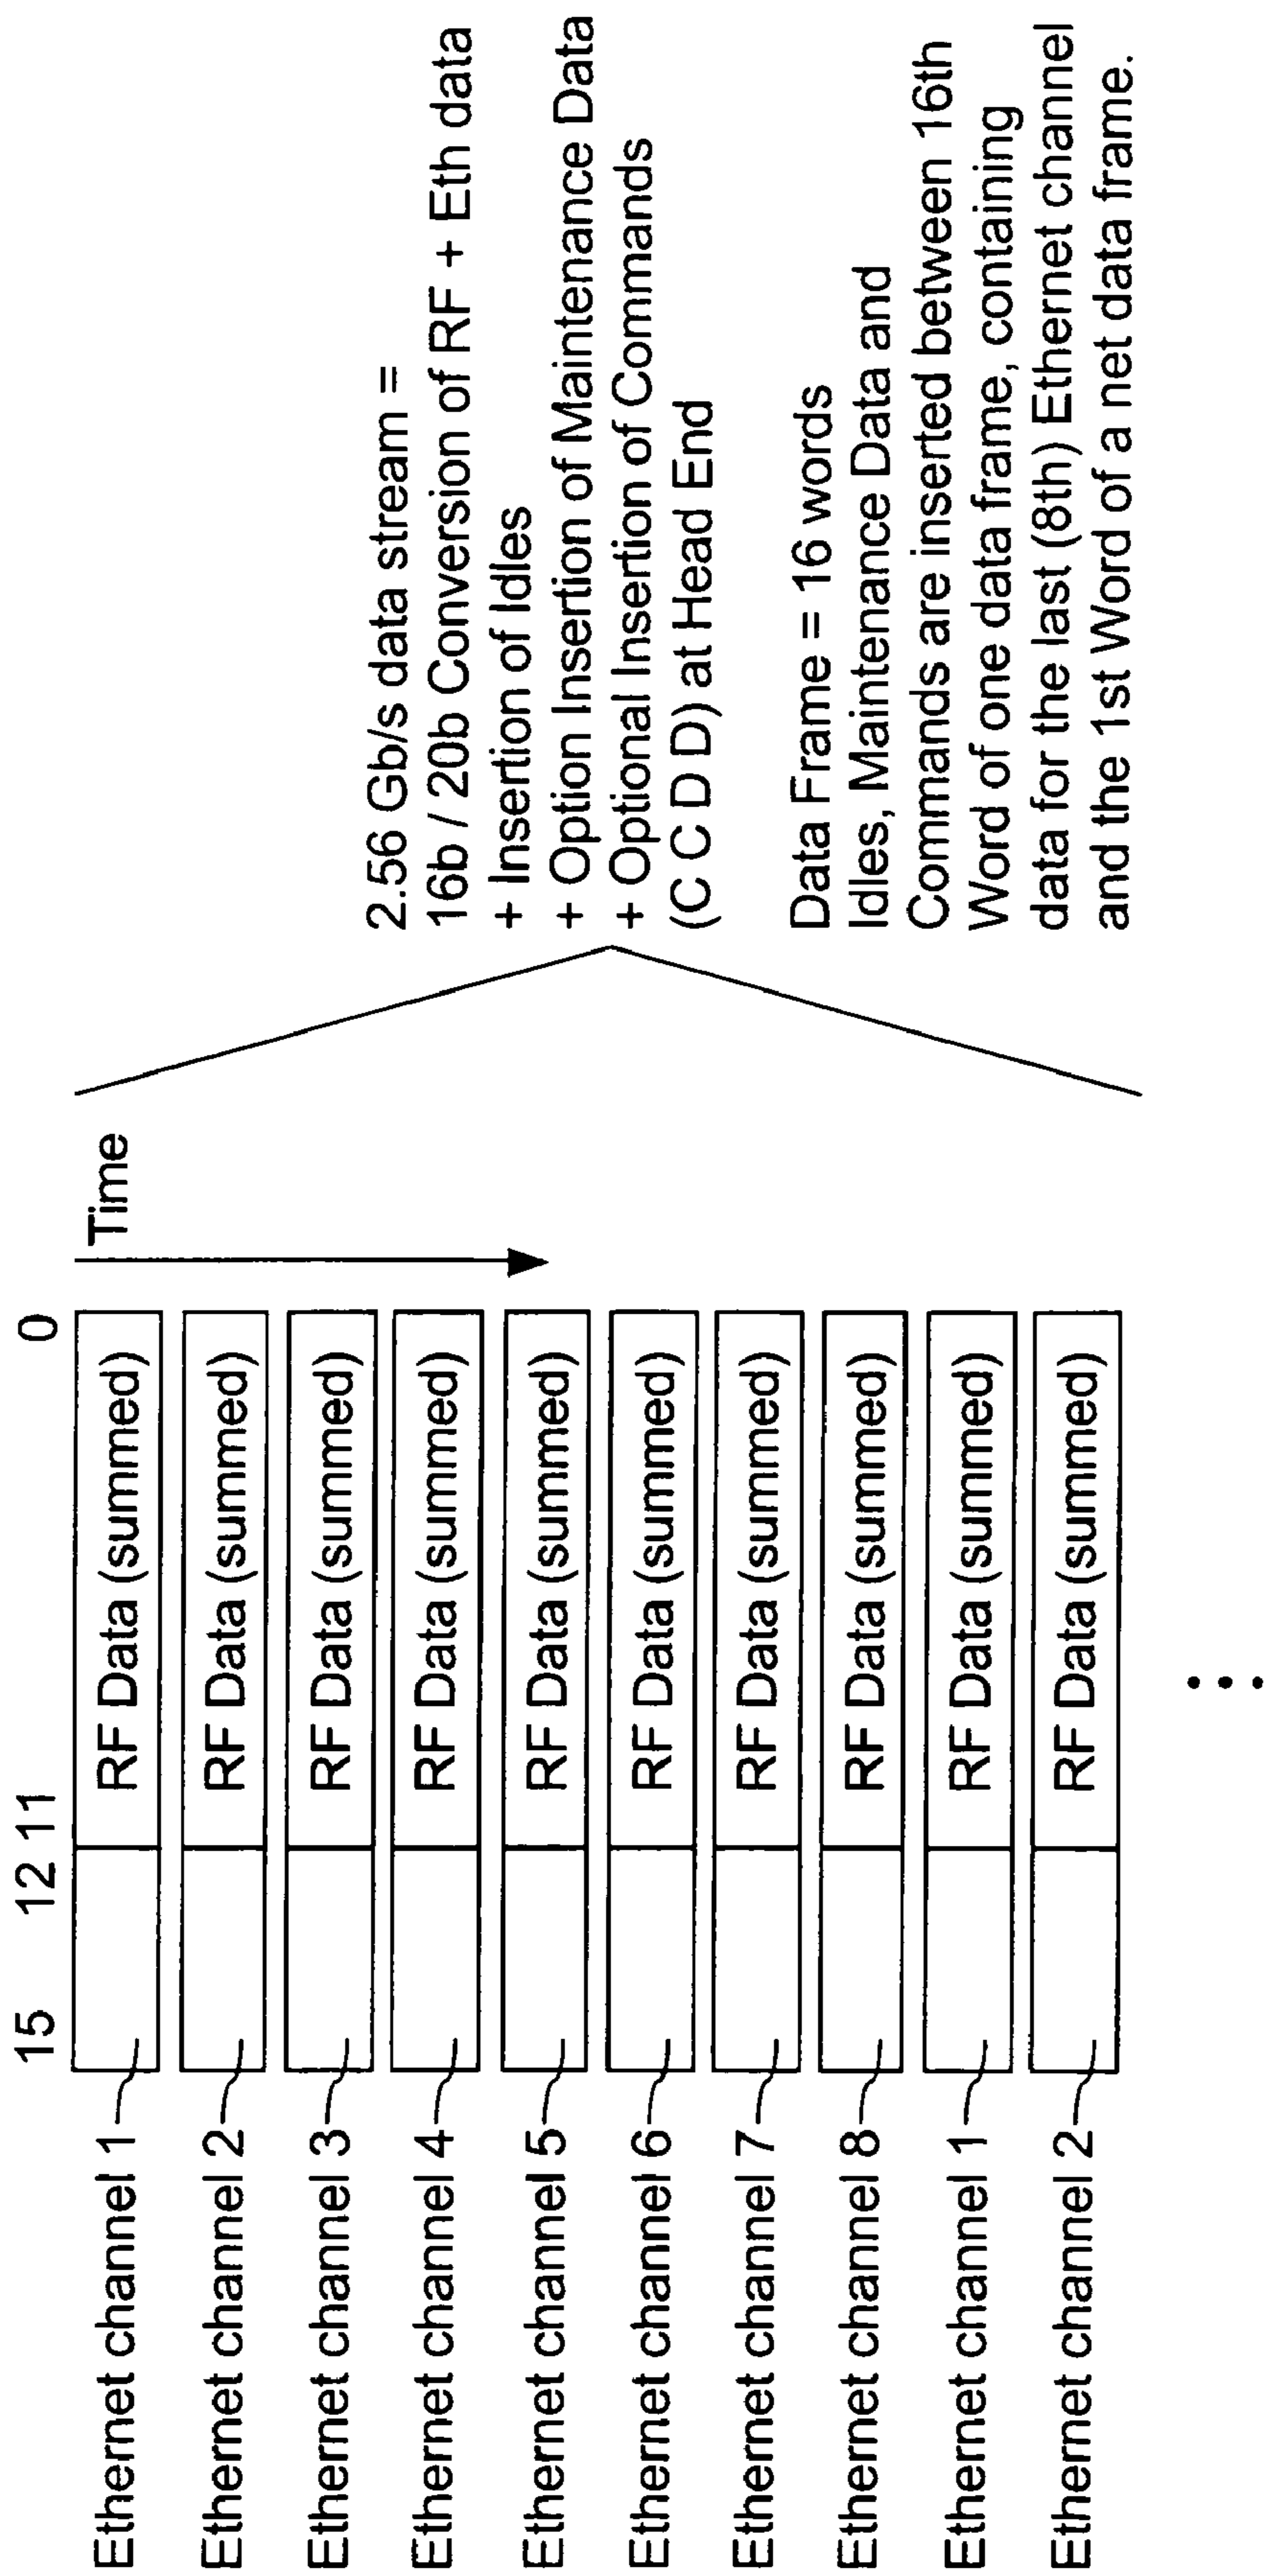 15 12 11 0
Ethernet channel 1 RF Data (summed)
Ethernet channel 2 RF Data (summed)
Ethernet channel 3 RF Data (summed)
Ethernet channel 4 RF Data (summed)
Ethernet channel 5 RF Data (summed)
Ethernet channel 6 RF Data (summed)
Ethernet channel 7 RF Data (summed)
Ethernet channel 8 RF Data (summed)
Ethernet channel 1 RF Data (summed)
Ethernet channel 2 RF Data (summed)
Time
2.56 Gb/s data stream =
16b / 20b Conversion of RF + Eth data
+ Insertion of Idles
+ Option Insertion of Maintenance Data
+ Optional Insertion of Commands
(C C D D) at Head End
Data Frame = 16 words
Idles, Maintenance Data and
Commands are inserted between 16th
Word of one data frame, containing
data for the last (8th) Ethernet channel
and the 1st Word of a net data frame.